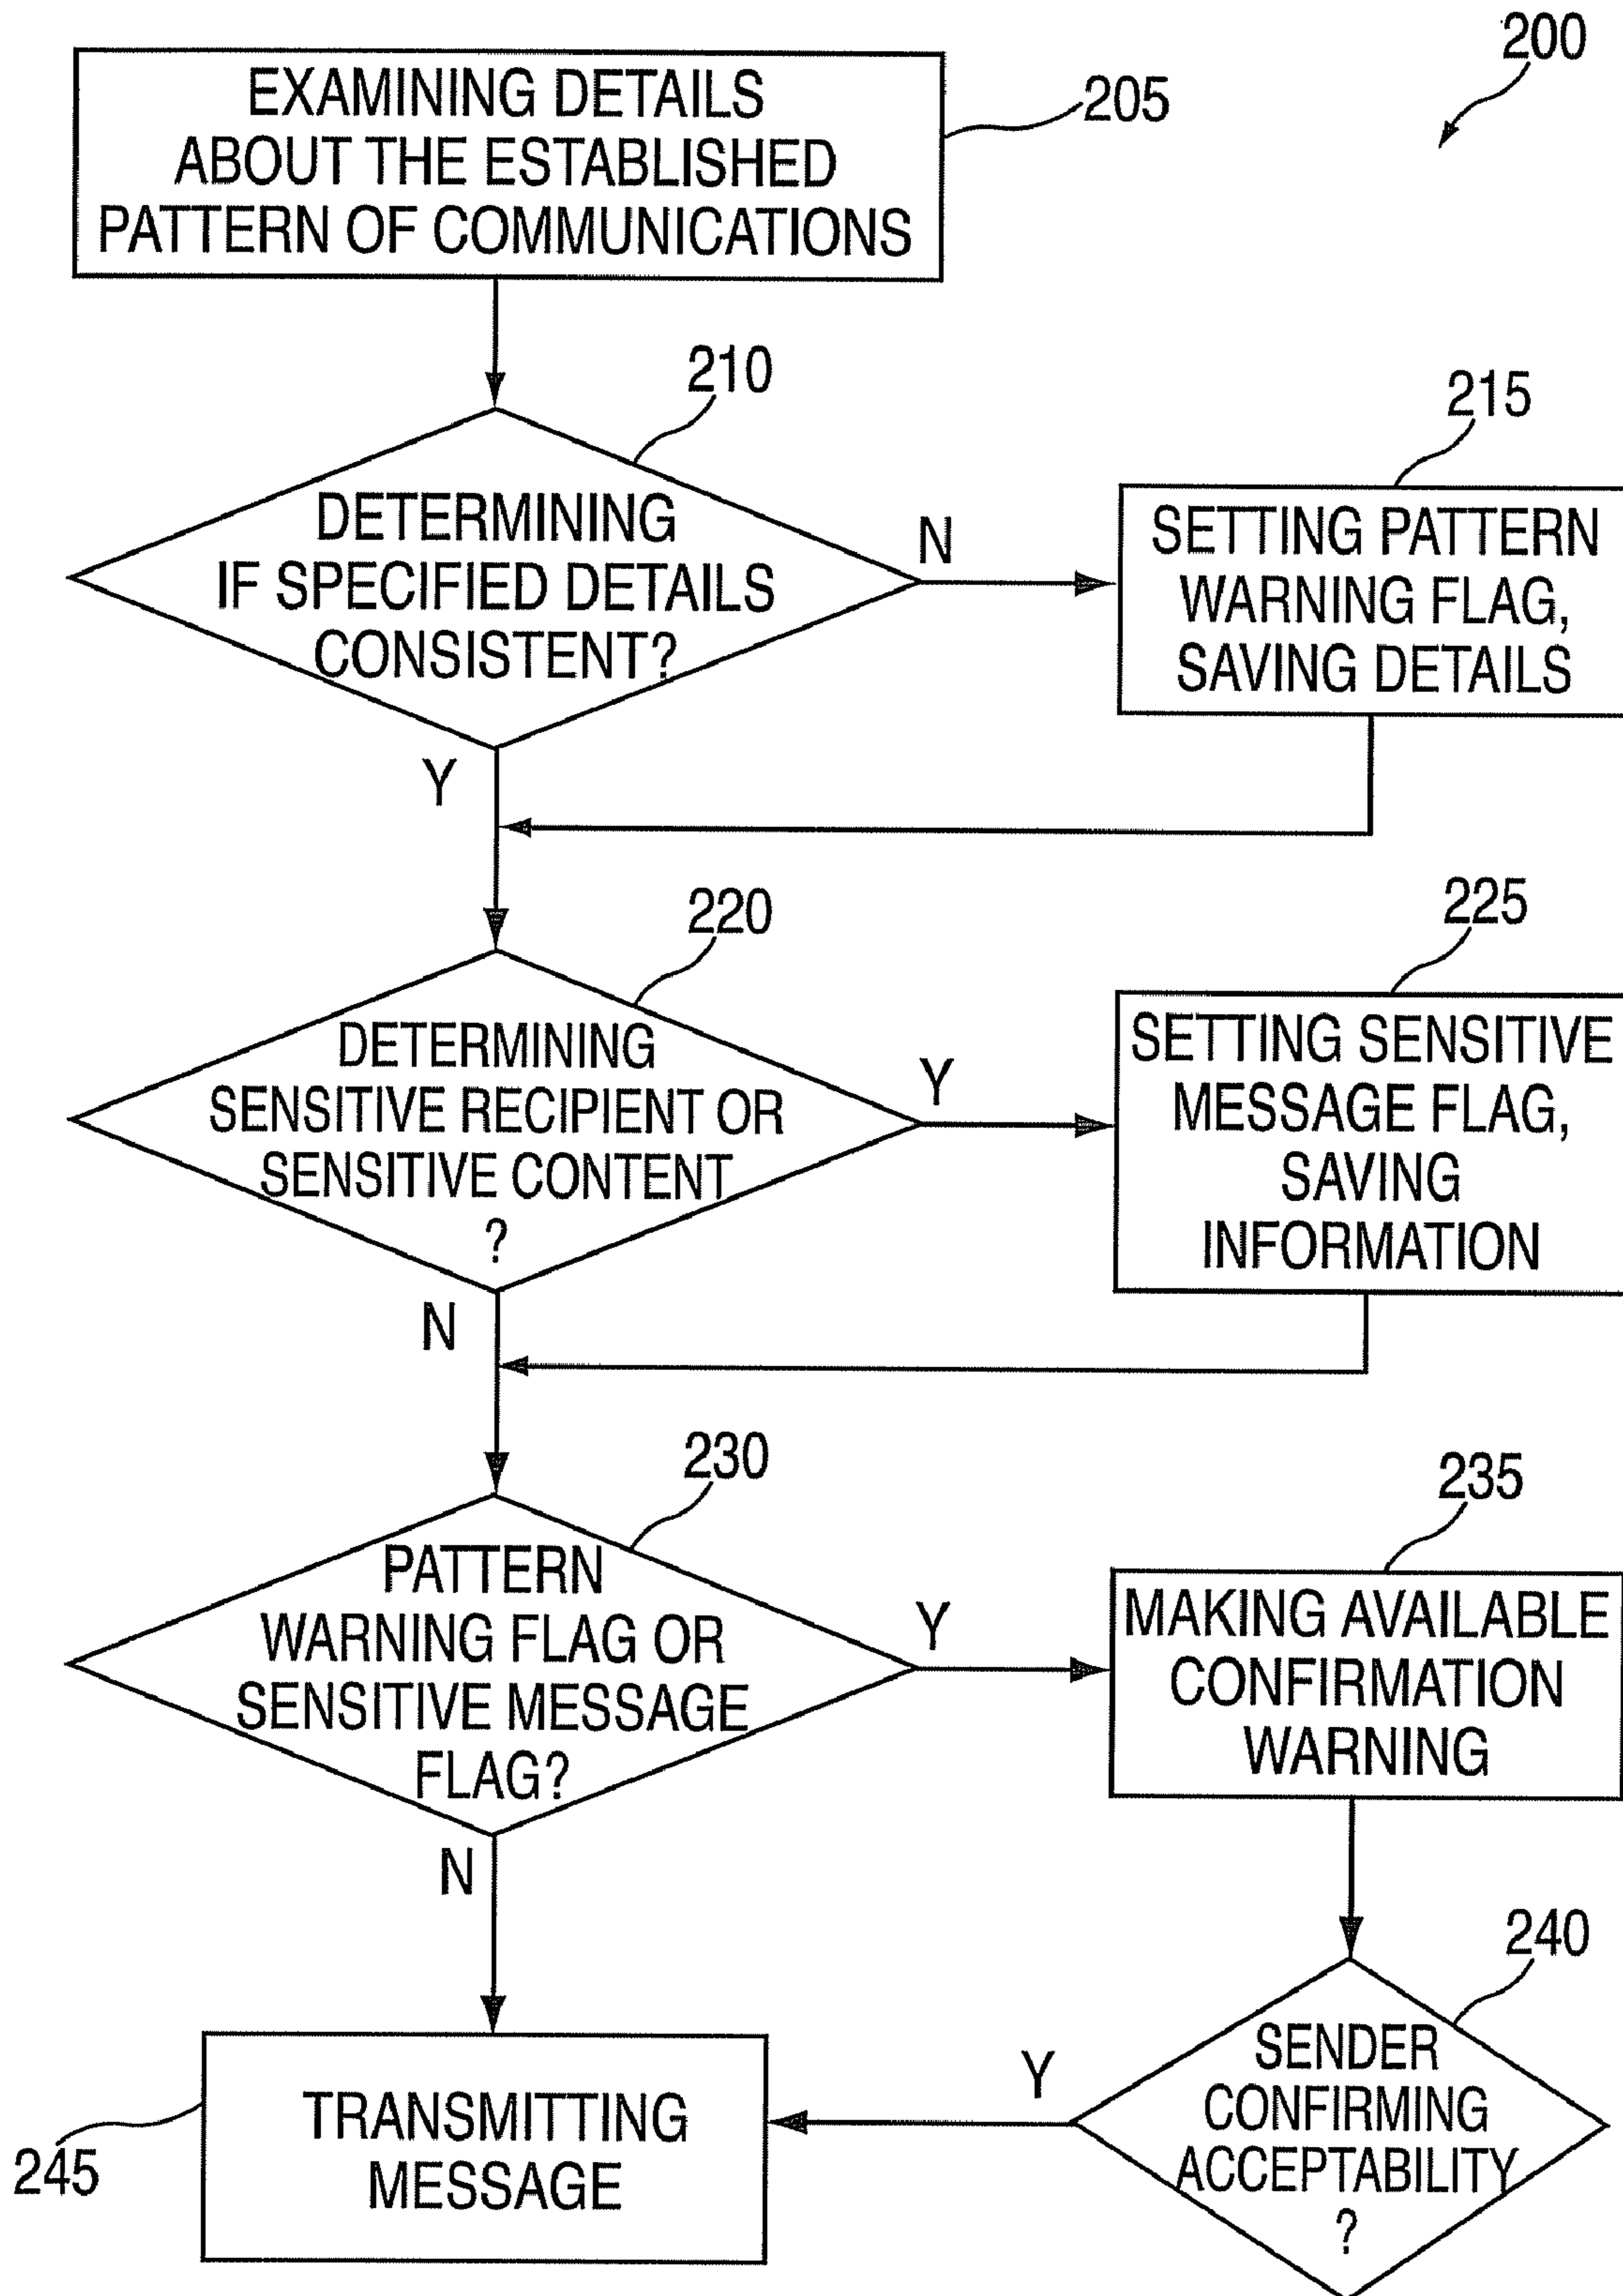 200
EXAMINING DETAILS
ABOUT THE ESTABLISHED
PATTERN OF COMMUNICATIONS
205
210
DETERMINING
IF SPECIFIED DETAILS
CONSISTENT?
N
Y
215
SETTING PATTERN
WARNING FLAG,
SAVING DETAILS
220
DETERMINING
SENSITIVE RECIPIENT OR
SENSITIVE CONTENT
?
Y
N
225
SETTING SENSITIVE
MESSAGE FLAG,
SAVING
INFORMATION
230
PATTERN
WARNING FLAG OR
SENSITIVE MESSAGE
FLAG?
Y
N
235
MAKING AVAILABLE
CONFIRMATION
WARNING
240
SENDER
CONFIRMING
ACCEPTABILITY
?
Y
TRANSMITTING
MESSAGE
245